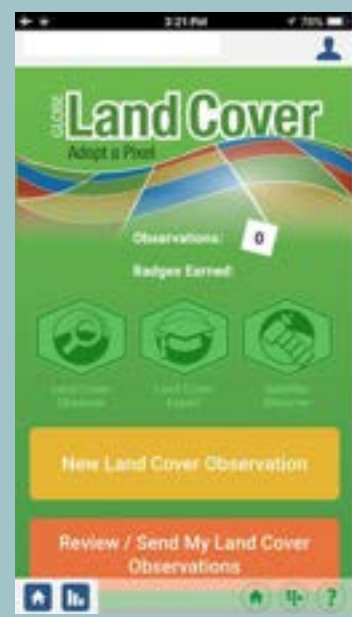 3:21 PM
78%
GLOBE
Land Cover
Adopt a Pixel
Observations: 0
Badges Earned:
Land Cover
Observer
Land Cover
Expert
Satellite
Observer
New Land Cover Observation
Review / Send My Land Cover
Observations
?